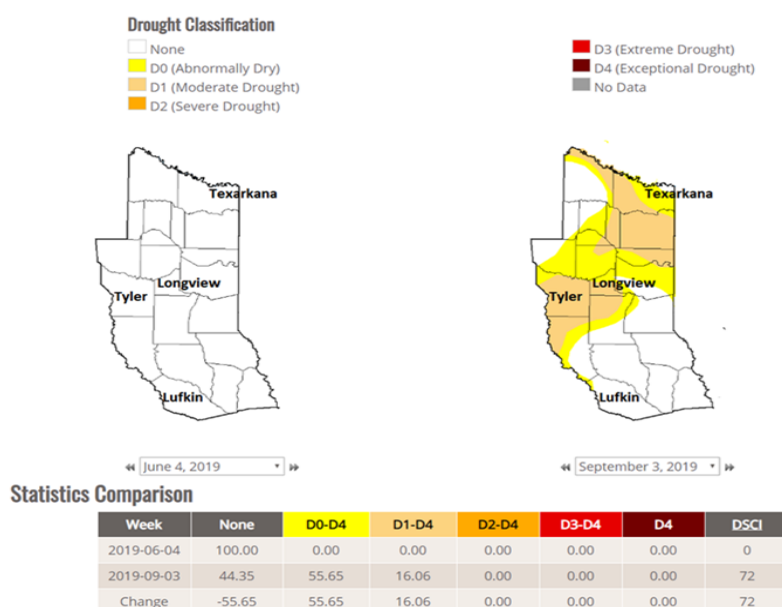 Drought Classification
None
D0 (Abnormally Dry)
D1 (Moderate Drought)
D2 (Severe Drought)
D3 (Extreme Drought)
D4 (Exceptional Drought)
No Data
Texarkana
Longview
Tyler
Lufkin
Texarkana
Longview
Tyler
Lufkin
June 4, 2019
September 3, 2019
Statistics Comparison
Week None D0-D4 D1-D4 D2-D4 D3-D4 D4 DSCI
2019-06-04 100.00 0.00 0.00 0.00 0.00 0.00 0
2019-09-03 44.35 55.65 16.06 0.00 0.00 0.00 72
Change -55.65 55.65 16.06 0.00 0.00 0.00 72